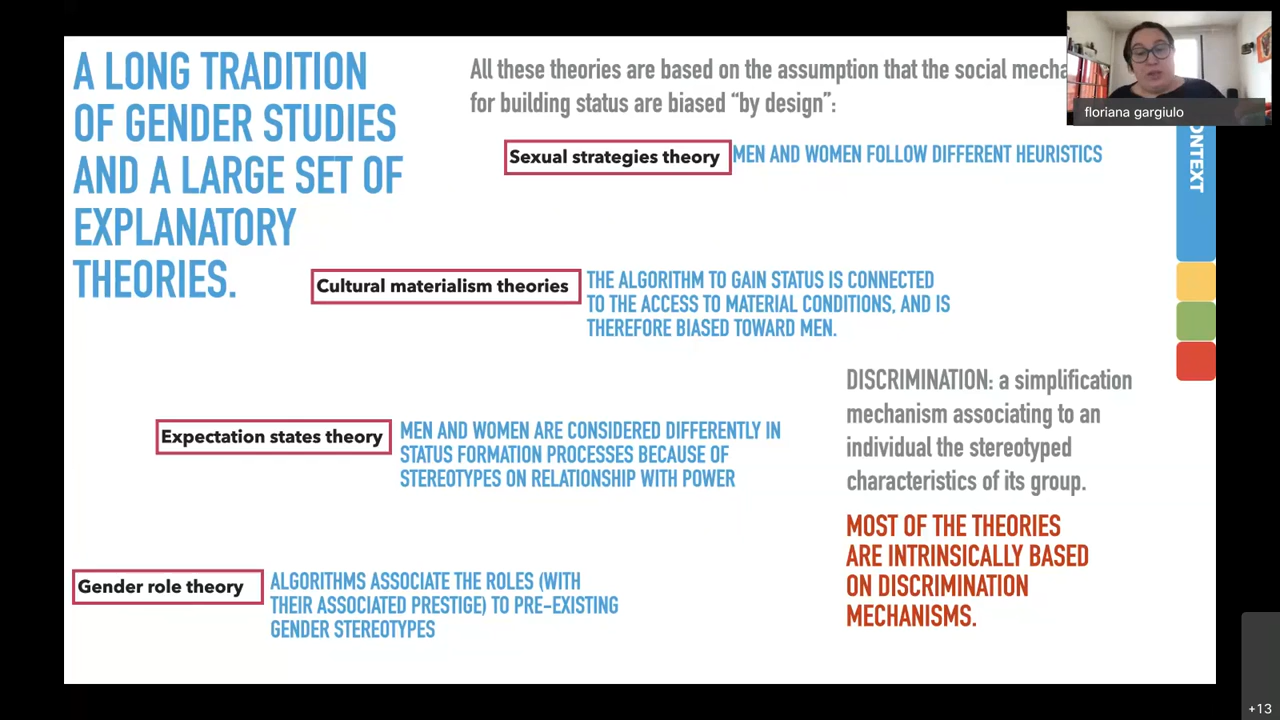 A LONG TRADITION
OF GENDER STUDIES
AND A LARGE SET OF
EXPLANATORY
THEORIES.
All these theories are based on the assumption that the social
for building status are biased “by design”:
floriana gargiulo
Sexual strategies theory
MEN AND WOMEN FOLLOW DIFFERENT HEURISTICS
Cultural materialism theories
THE ALGORITHM TO GAIN STATUS IS CONNECTED
TO THE ACCESS TO MATERIAL CONDITIONS, AND IS
THEREFORE BIASED TOWARD MEN.
Expectation states theory
MEN AND WOMEN ARE CONSIDERED DIFFERENTLY IN
STATUS FORMATION PROCESSES BECAUSE OF
STEREOTYPES ON RELATIONSHIP WITH POWER
Gender role theory
ALGORITHMS ASSOCIATE THE ROLES (WITH
THEIR ASSOCIATED PRESTIGE) TO PRE-EXISTING
GENDER STEREOTYPES
DISCRIMINATION: a simplification
mechanism associating to an
individual the stereotyped
characteristics of its group.
MOST OF THE THEORIES
ARE INTRINSICALLY BASED
ON DISCRIMINATION
MECHANISMS.
+13